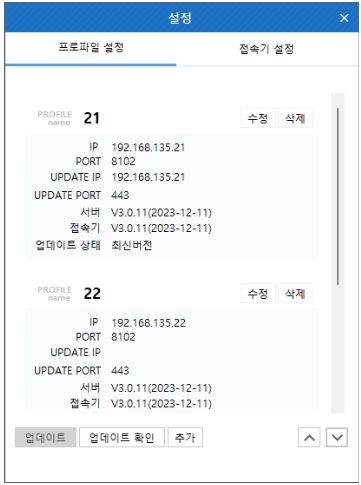 설정 ×
프로파일 설정 접속기 설정
PROFILE name 21 수정 삭제
IP 192.168.135.21
PORT 8102
UPDATE IP 192.168.135.21
UPDATE PORT 443
서버 V3.0.11(2023-12-11)
접속기 V3.0.11(2023-12-11)
업데이트 상태 최신버전
PROFILE name 22 수정 삭제
IP 192.168.135.22
PORT 8102
UPDATE IP
UPDATE PORT 443
서버 V3.0.11(2023-12-11)
접속기 V3.0.11(2023-12-11)
업데이트 업데이트 확인 추가